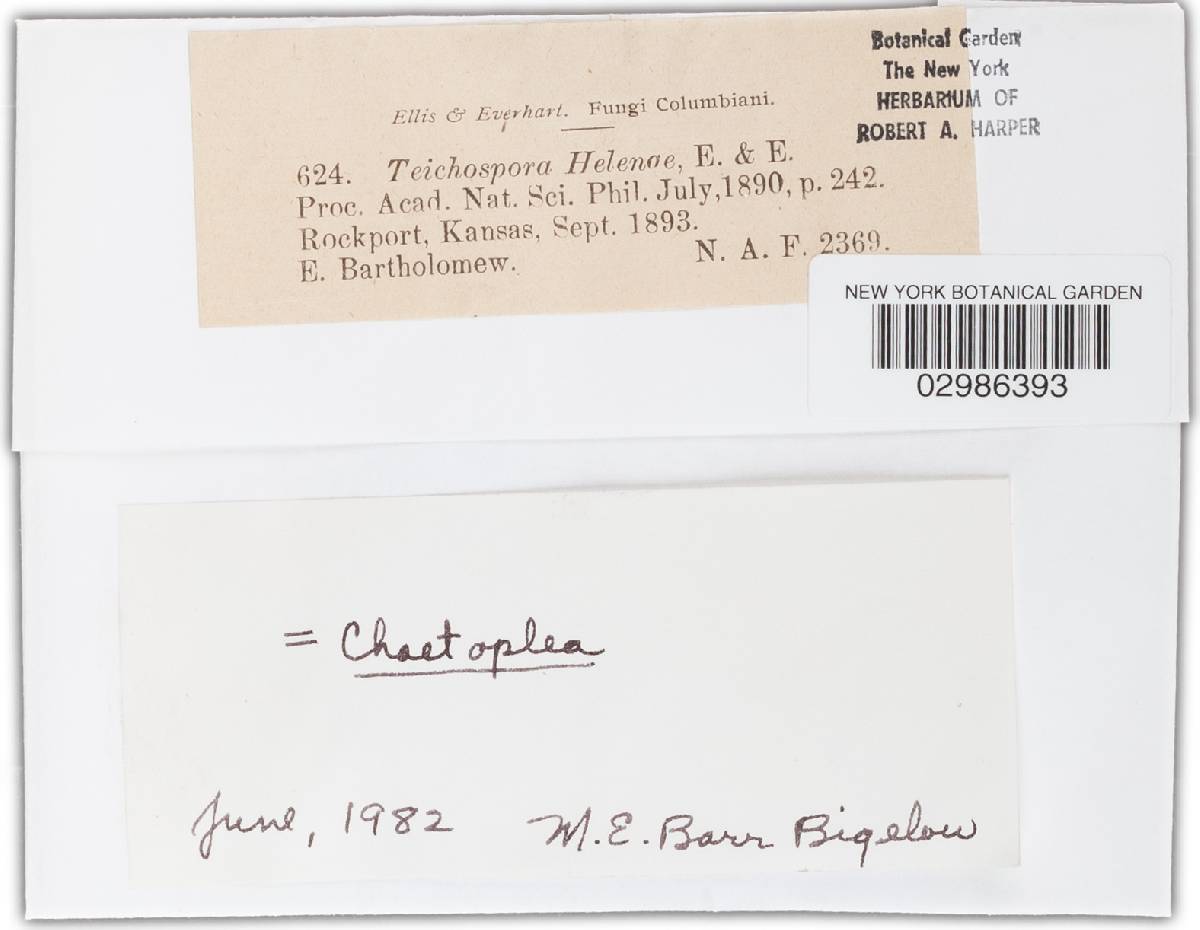 Botanical Garden
The New York
HERBARIUM OF
ROBERT A. HARPER
Ellis & Everhart. Fungi Columbiani.
624. Teichospora Helenae, E. & E.
Proc. Acad. Nat. Sci. Phil. July, 1890, p. 242.
Rockport, Kansas, Sept. 1893.
E. Bartholomew. N. A. F. 2369.
NEW YORK BOTANICAL GARDEN
02986393
= Chaetoplea
June, 1982 M.E. Barr Bigelow